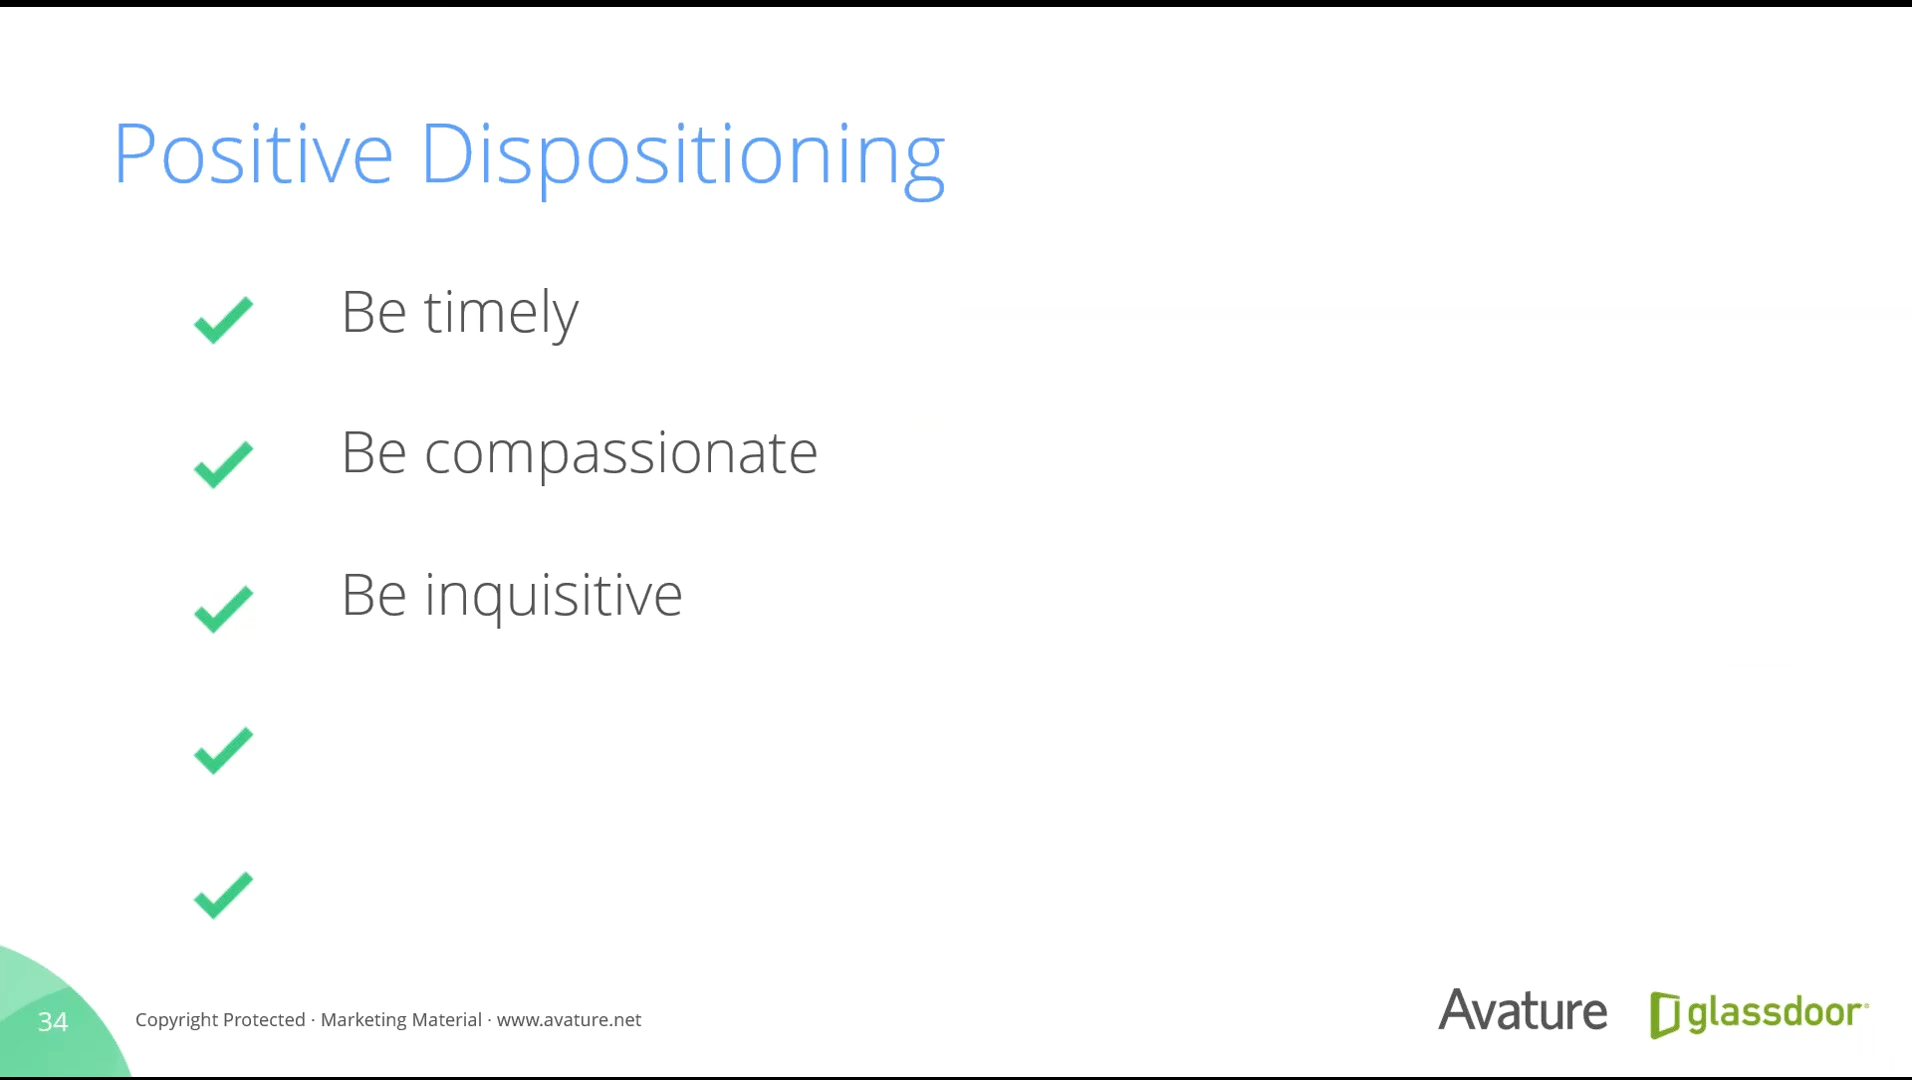 Positive Dispositioning
Be timely
Be compassionate
Be inquisitive
34
Copyright Protected · Marketing Material · www.avature.net
Avature
glassdoor